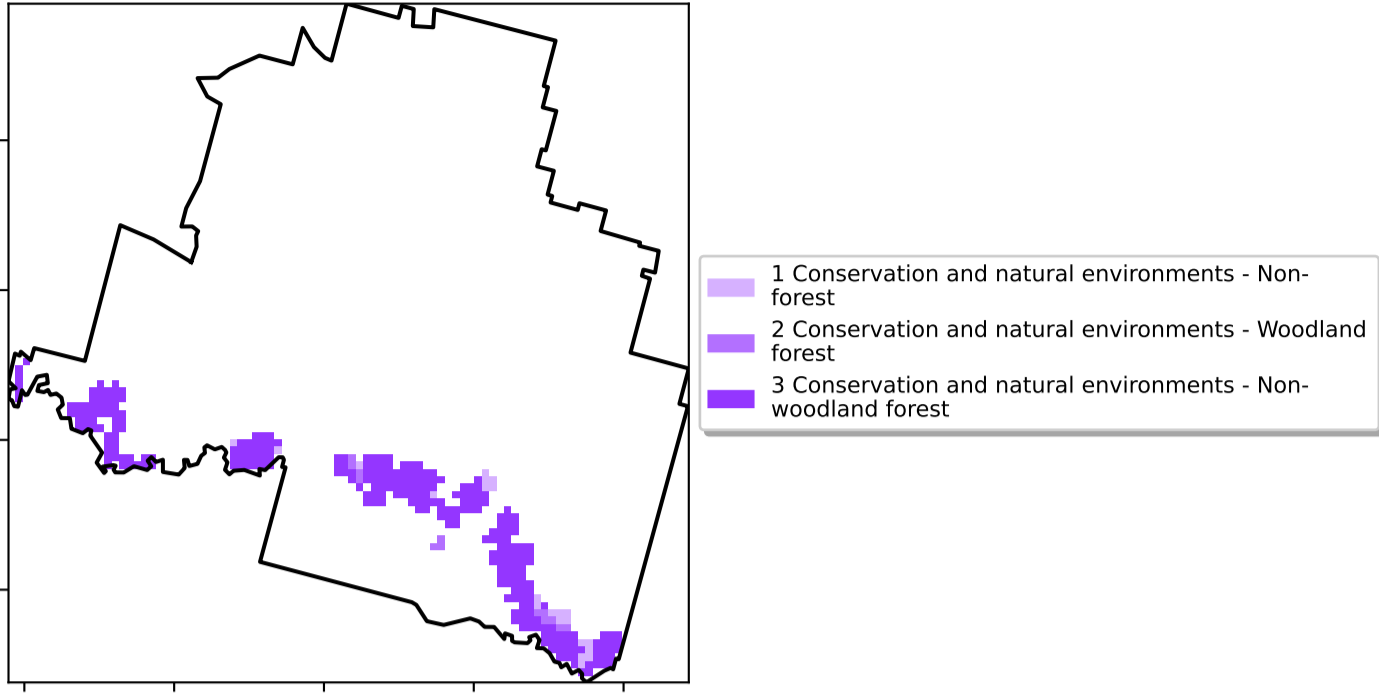 1 Conservation and natural environments - Non-
forest
2 Conservation and natural environments - Woodland
forest
3 Conservation and natural environments - Non-
woodland forest